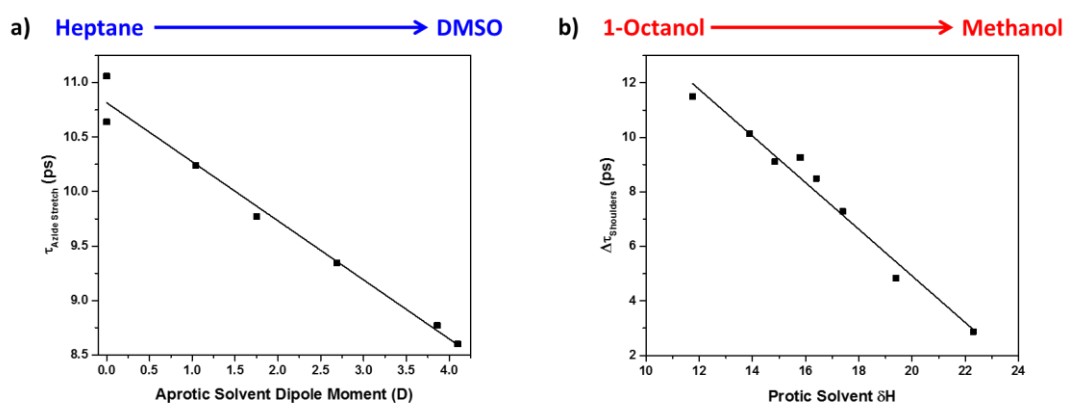 a) Heptane DMSO
τAzide Stretch (ps)
11.0
10.5
10.0
9.5
9.0
8.5
0.0 0.5 1.0 1.5 2.0 2.5 3.0 3.5 4.0
Aprotic Solvent Dipole Moment (D)
b) 1-Octanol Methanol
ΔτShoulders (ps)
12
10
8
6
4
2
10 12 14 16 18 20 22 24
Protic Solvent δH